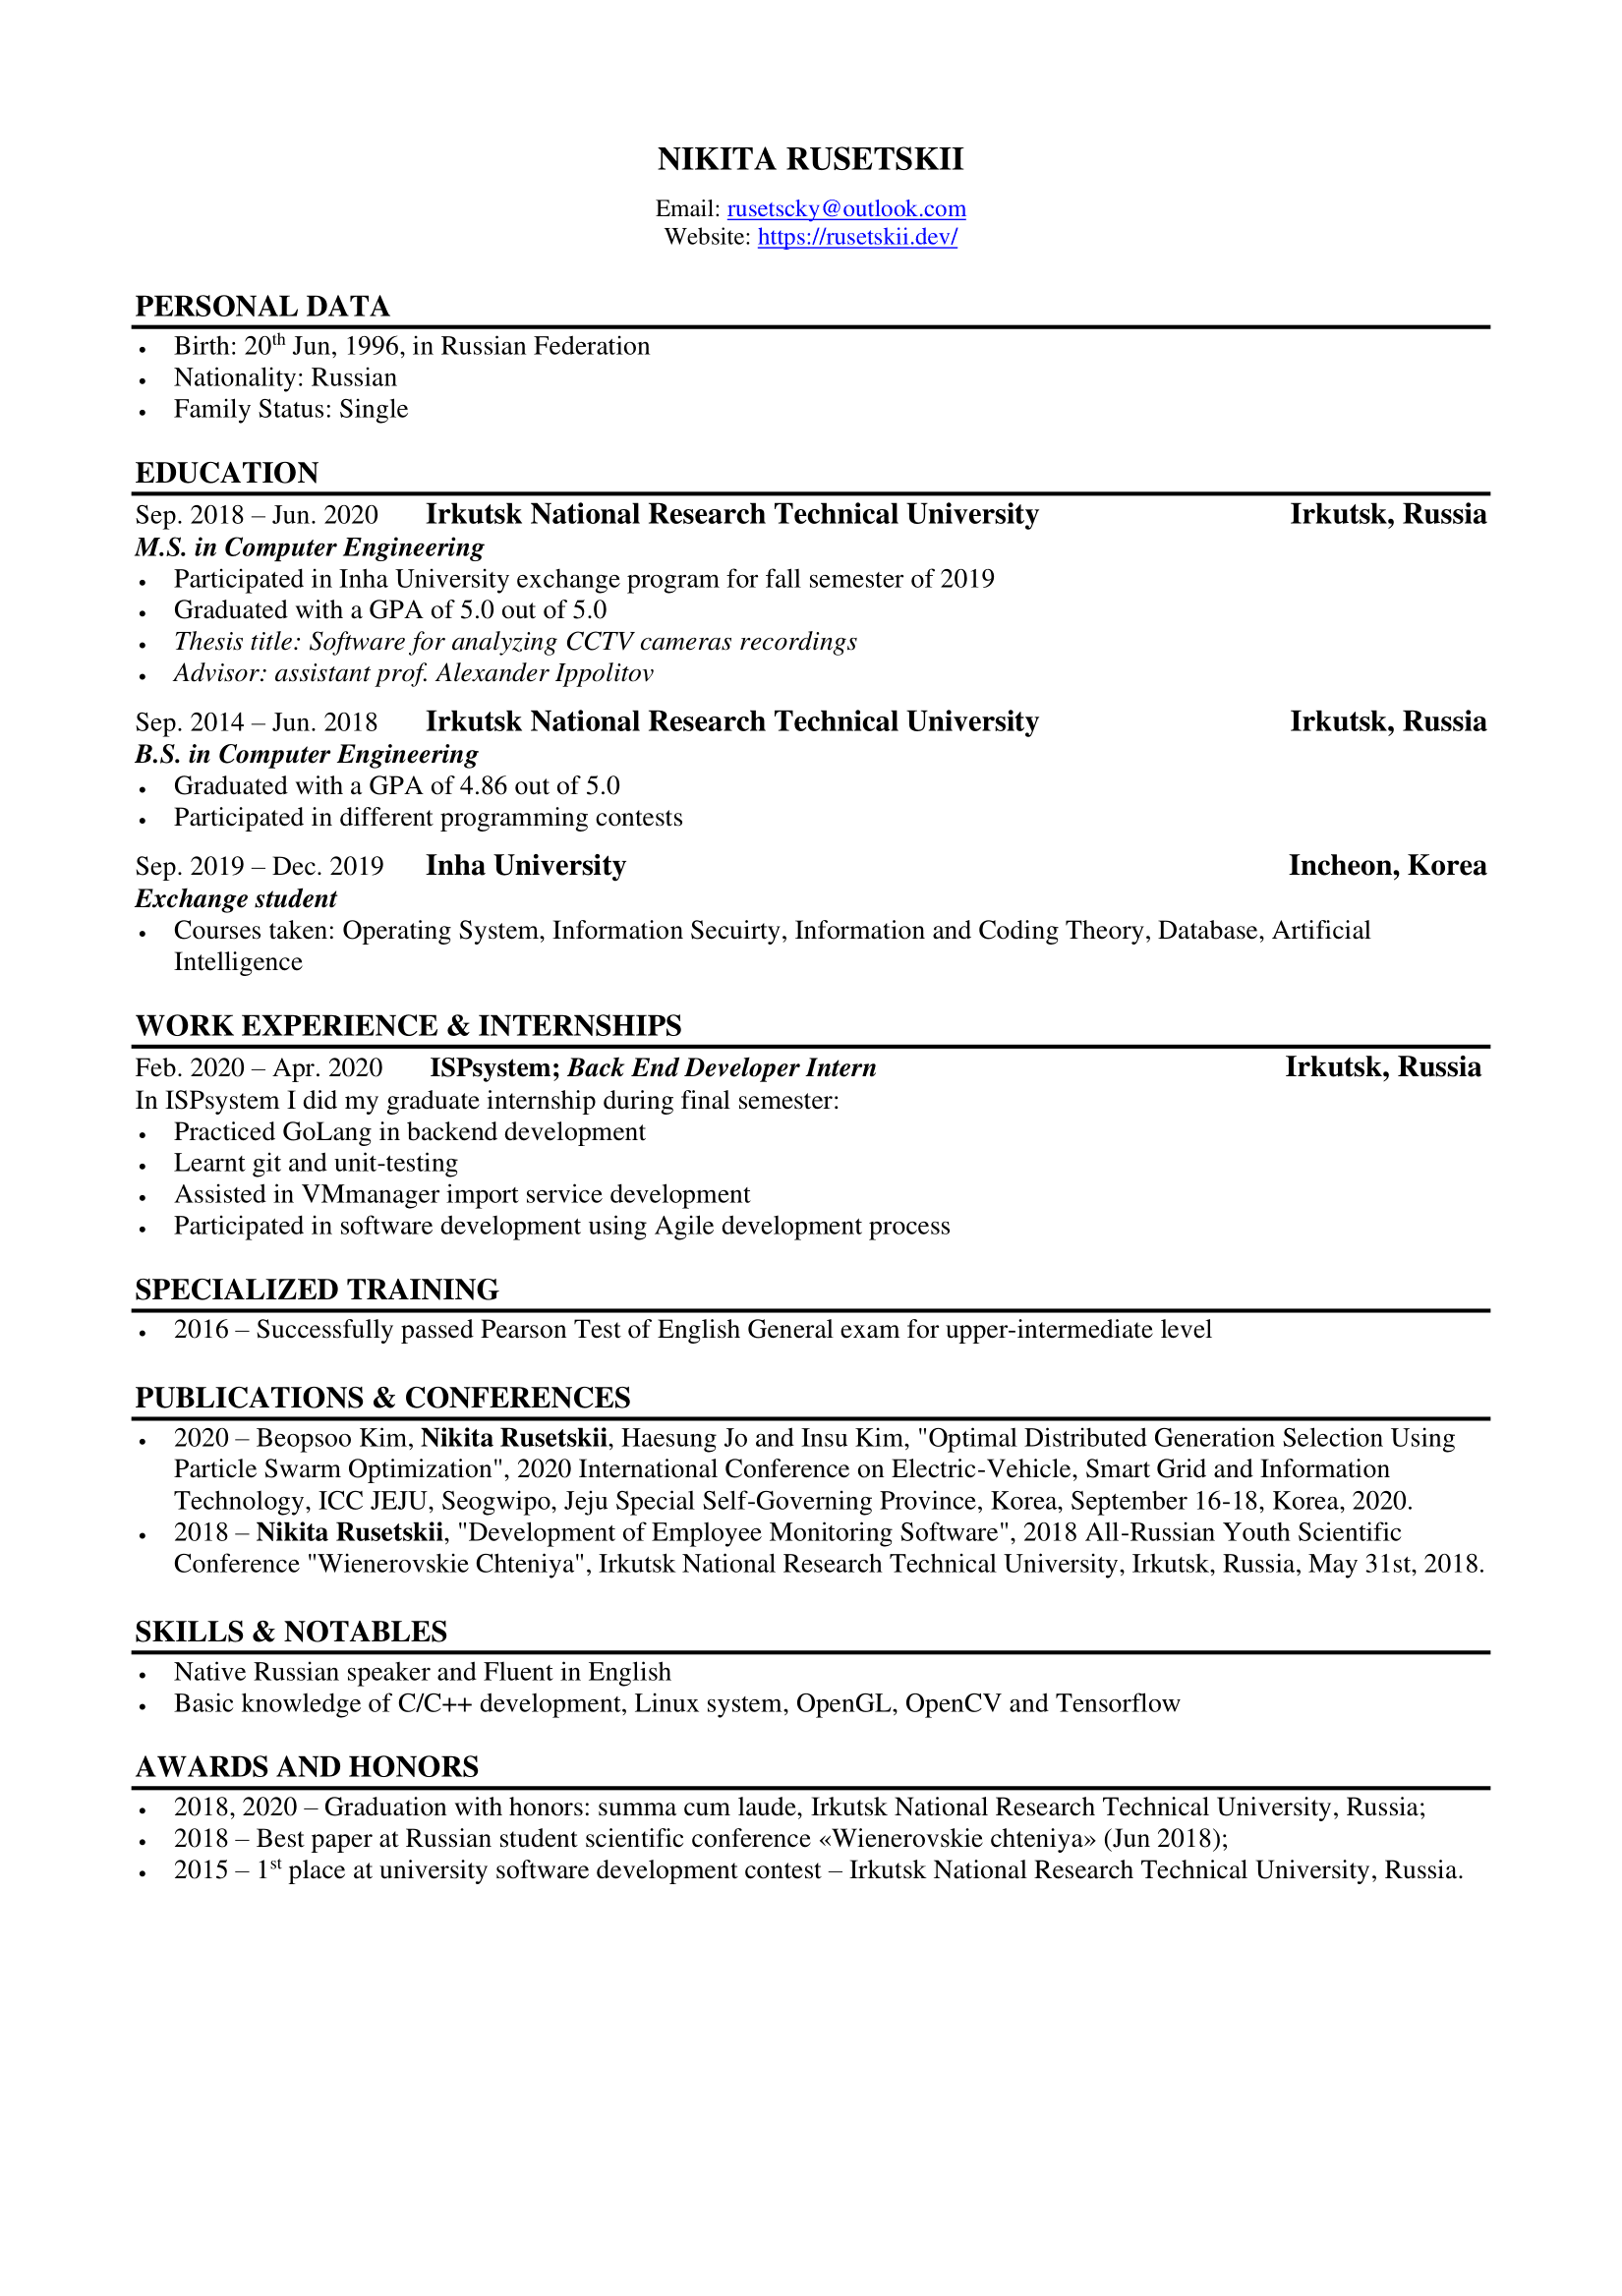 NIKITA RUSETSKII
Email: rusetscky@outlook.com
Website: https://rusetskii.dev/
PERSONAL DATA
• Birth: 20th Jun, 1996, in Russian Federation
• Nationality: Russian
• Family Status: Single
EDUCATION
Sep. 2018 – Jun. 2020 Irkutsk National Research Technical University Irkutsk, Russia
M.S. in Computer Engineering
• Participated in Inha University exchange program for fall semester of 2019
• Graduated with a GPA of 5.0 out of 5.0
• Thesis title: Software for analyzing CCTV cameras recordings
• Advisor: assistant prof. Alexander Ippolitov
Sep. 2014 – Jun. 2018 Irkutsk National Research Technical University Irkutsk, Russia
B.S. in Computer Engineering
• Graduated with a GPA of 4.86 out of 5.0
• Participated in different programming contests
Sep. 2019 – Dec. 2019 Inha University Incheon, Korea
Exchange student
• Courses taken: Operating System, Information Secuirty, Information and Coding Theory, Database, Artificial
Intelligence
WORK EXPERIENCE & INTERNSHIPS
Feb. 2020 – Apr. 2020 ISPsystem; Back End Developer Intern Irkutsk, Russia
In ISPsystem I did my graduate internship during final semester:
• Practiced GoLang in backend development
• Learnt git and unit-testing
• Assisted in VMmanager import service development
• Participated in software development using Agile development process
SPECIALIZED TRAINING
• 2016 – Successfully passed Pearson Test of English General exam for upper-intermediate level
PUBLICATIONS & CONFERENCES
• 2020 – Beopsoo Kim, Nikita Rusetskii, Haesung Jo and Insu Kim, "Optimal Distributed Generation Selection Using
Particle Swarm Optimization", 2020 International Conference on Electric-Vehicle, Smart Grid and Information
Technology, ICC JEJU, Seogwipo, Jeju Special Self-Governing Province, Korea, September 16-18, Korea, 2020.
• 2018 – Nikita Rusetskii, "Development of Employee Monitoring Software", 2018 All-Russian Youth Scientific
Conference "Wienerovskie Chteniya", Irkutsk National Research Technical University, Irkutsk, Russia, May 31st, 2018.
SKILLS & NOTABLES
• Native Russian speaker and Fluent in English
• Basic knowledge of C/C++ development, Linux system, OpenGL, OpenCV and Tensorflow
AWARDS AND HONORS
• 2018, 2020 – Graduation with honors: summa cum laude, Irkutsk National Research Technical University, Russia;
• 2018 – Best paper at Russian student scientific conference «Wienerovskie chteniya» (Jun 2018);
• 2015 – 1st place at university software development contest – Irkutsk National Research Technical University, Russia.